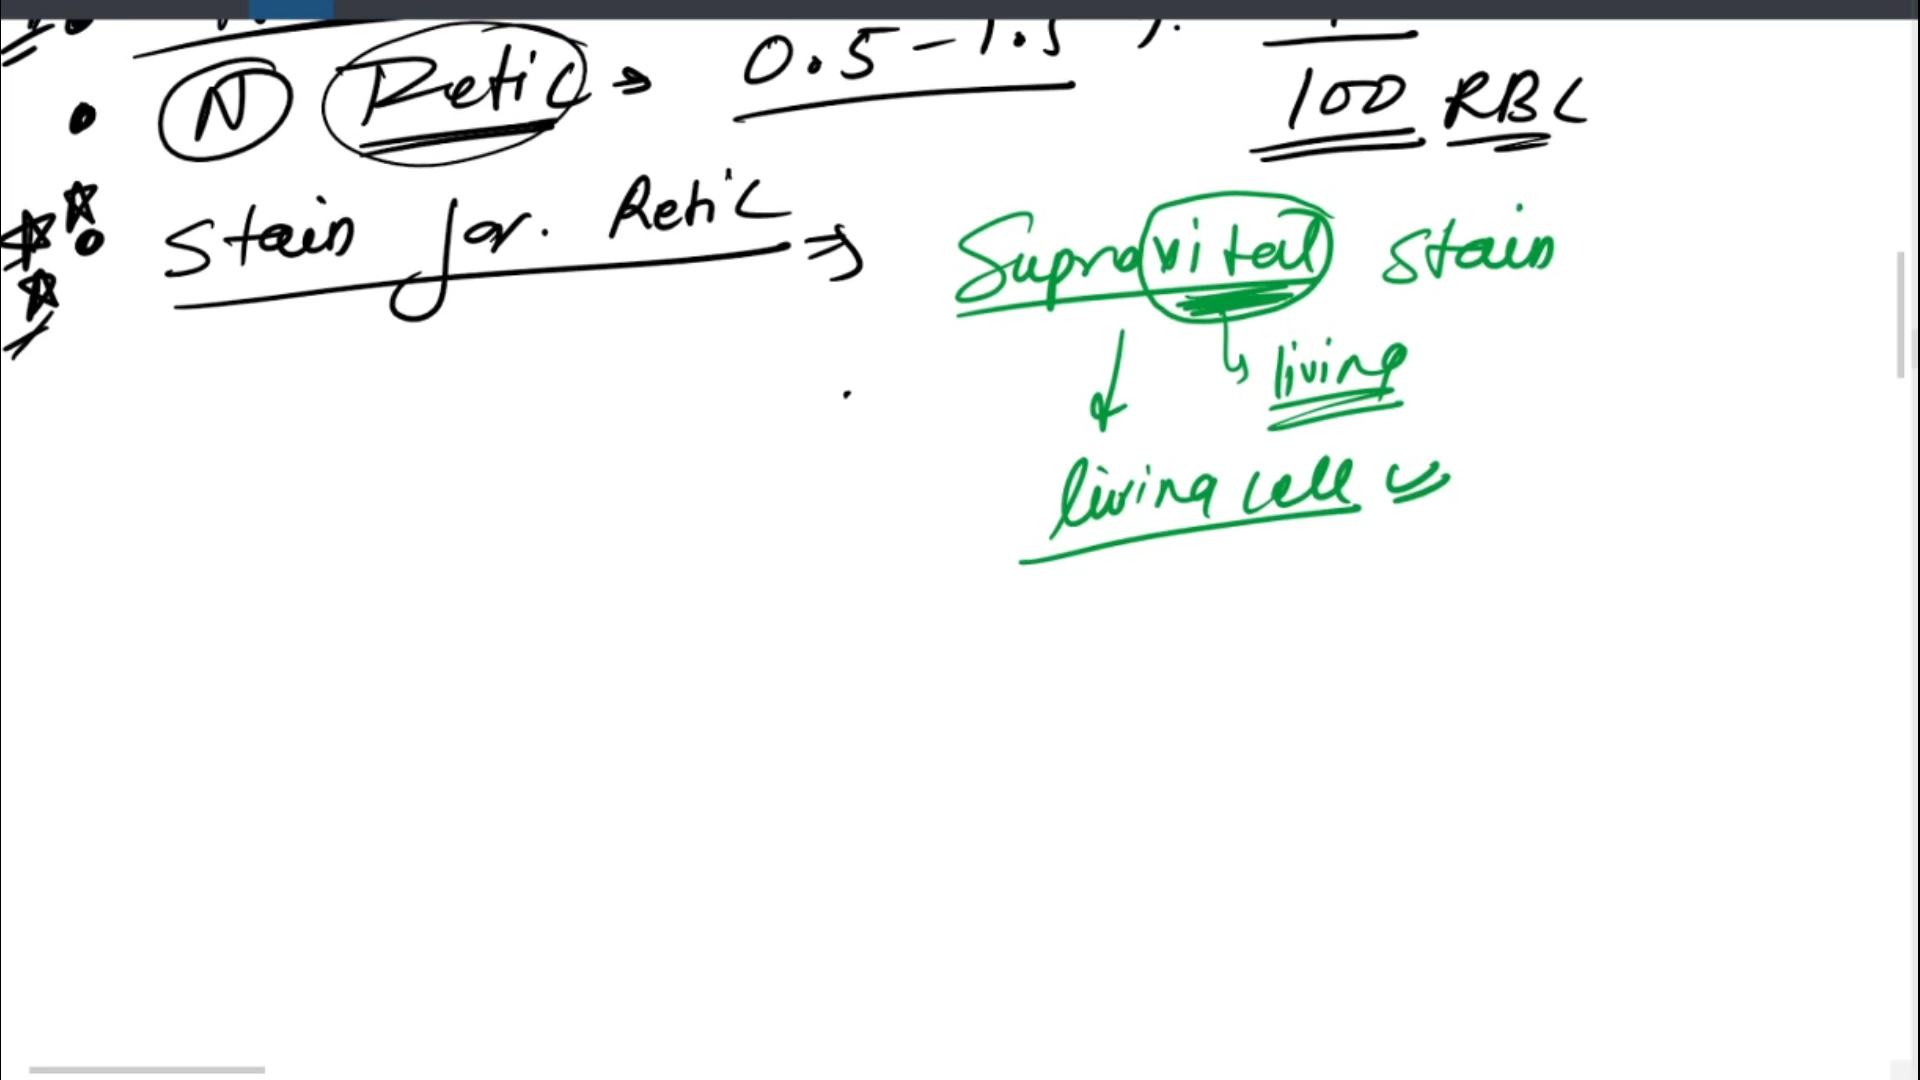 N Retic → 0.5 - 1.5 %
100 RBC
Stain for. Retic ⇒ Supravital stain
living
living cell